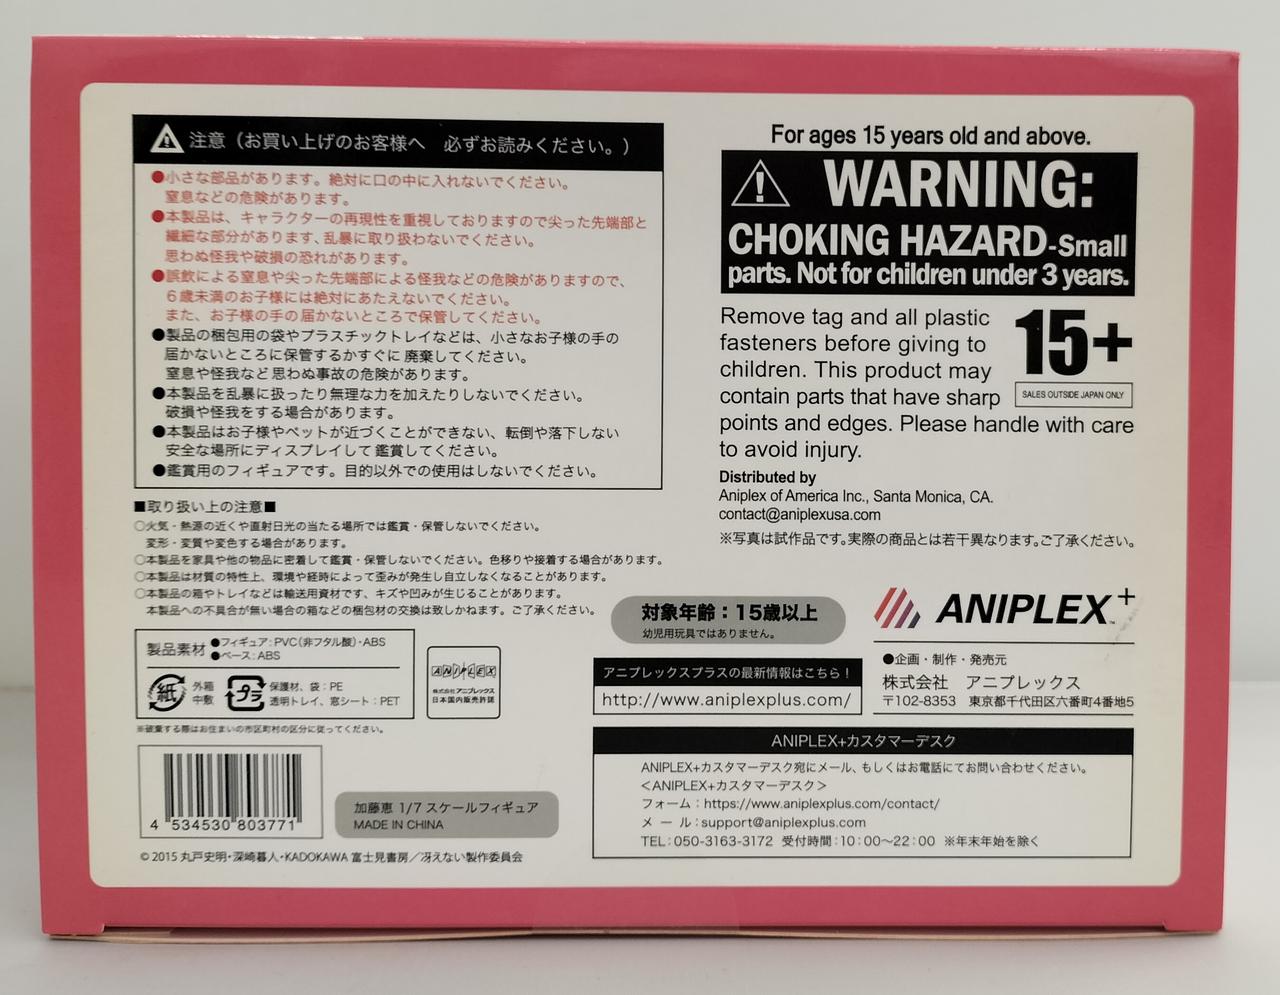 注意（お買い上げのお客様へ　必ずお読みください。）
●小さな部品があります。絶対に口の中に入れないでください。
窒息などの危険があります。
●本製品は、キャラクターの再現性を重視しておりますので尖った先端部と
繊細な部分があります、乱暴に取り扱わないでください。
思わぬ怪我や破損の恐れがあります。
●誤飲による窒息や尖った先端部による怪我などの危険がありますので、
６歳未満のお子様には絶対にあたえないでください。
また、お子様の手の届かないところで保管してください。
●製品の梱包用の袋やプラスチックトレイなどは、小さなお子様の手の
届かないところに保管するかすぐに廃棄してください。
窒息や怪我など思わぬ事故の危険があります。
●本製品を乱暴に扱ったり無理な力を加えたりしないでください。
破損や怪我をする場合があります。
●本製品はお子様やペットが近づくことができない、転倒や落下しない
安全な場所にディスプレイして鑑賞してください。
●鑑賞用のフィギュアです。目的以外での使用はしないでください。
■取り扱い上の注意■
○火気・熱源の近くや直射日光の当たる場所では鑑賞・保管しないでください。
変形・変質や変色する場合があります。
○本製品を家具や他の物品に密着して鑑賞・保管しないでください。色移りや接着する場合があります。
○本製品は材質の特性上、環境や経時によって歪みが発生し自立しなくなることがあります。
○本製品の箱やトレイなどは輸送用資材です、キズや凹みが生じることがあります。
本製品への不具合が無い場合の箱などの梱包材の交換は致しかねます。ご了承ください。
製品素材
●フィギュア：PVC（非フタル酸）・ABS
●ベース：ABS
紙
外箱
中敷
プラ
保護材、袋：PE
透明トレイ、窓シート：PET
※破棄する際はお住まいの市区町村の区分に従ってください。
ANIPLEX
株式会社アニプレックス
日本国内販売許諾
4 534530 803771
加藤恵 1/7 スケールフィギュア
MADE IN CHINA
© 2015 丸戸史明・深崎暮人・KADOKAWA 富士見書房／冴えない製作委員会
For ages 15 years old and above.
WARNING:
CHOKING HAZARD-Small
parts. Not for children under 3 years.
Remove tag and all plastic
fasteners before giving to
children. This product may
contain parts that have sharp
points and edges. Please handle with care
to avoid injury.
15+
SALES OUTSIDE JAPAN ONLY
Distributed by
Aniplex of America Inc., Santa Monica, CA.
contact@aniplexusa.com
※写真は試作品です。実際の商品とは若干異なります。ご了承ください。
対象年齢：15歳以上
幼児用玩具ではありません。
ANIPLEX+
アニプレックスプラスの最新情報はこちら！
http://www.aniplexplus.com/
●企画・制作・発売元
株式会社　アニプレックス
〒102-8353　東京都千代田区六番町4番地5
ANIPLEX+カスタマーデスク
ANIPLEX+カスタマーデスク宛にメール、もしくはお電話にてお問い合わせください。
＜ANIPLEX+カスタマーデスク＞
フォーム：https://www.aniplexplus.com/contact/
メ ー ル：support@aniplexplus.com
TEL：050-3163-3172 受付時間：10：00〜22：00 ※年末年始を除く